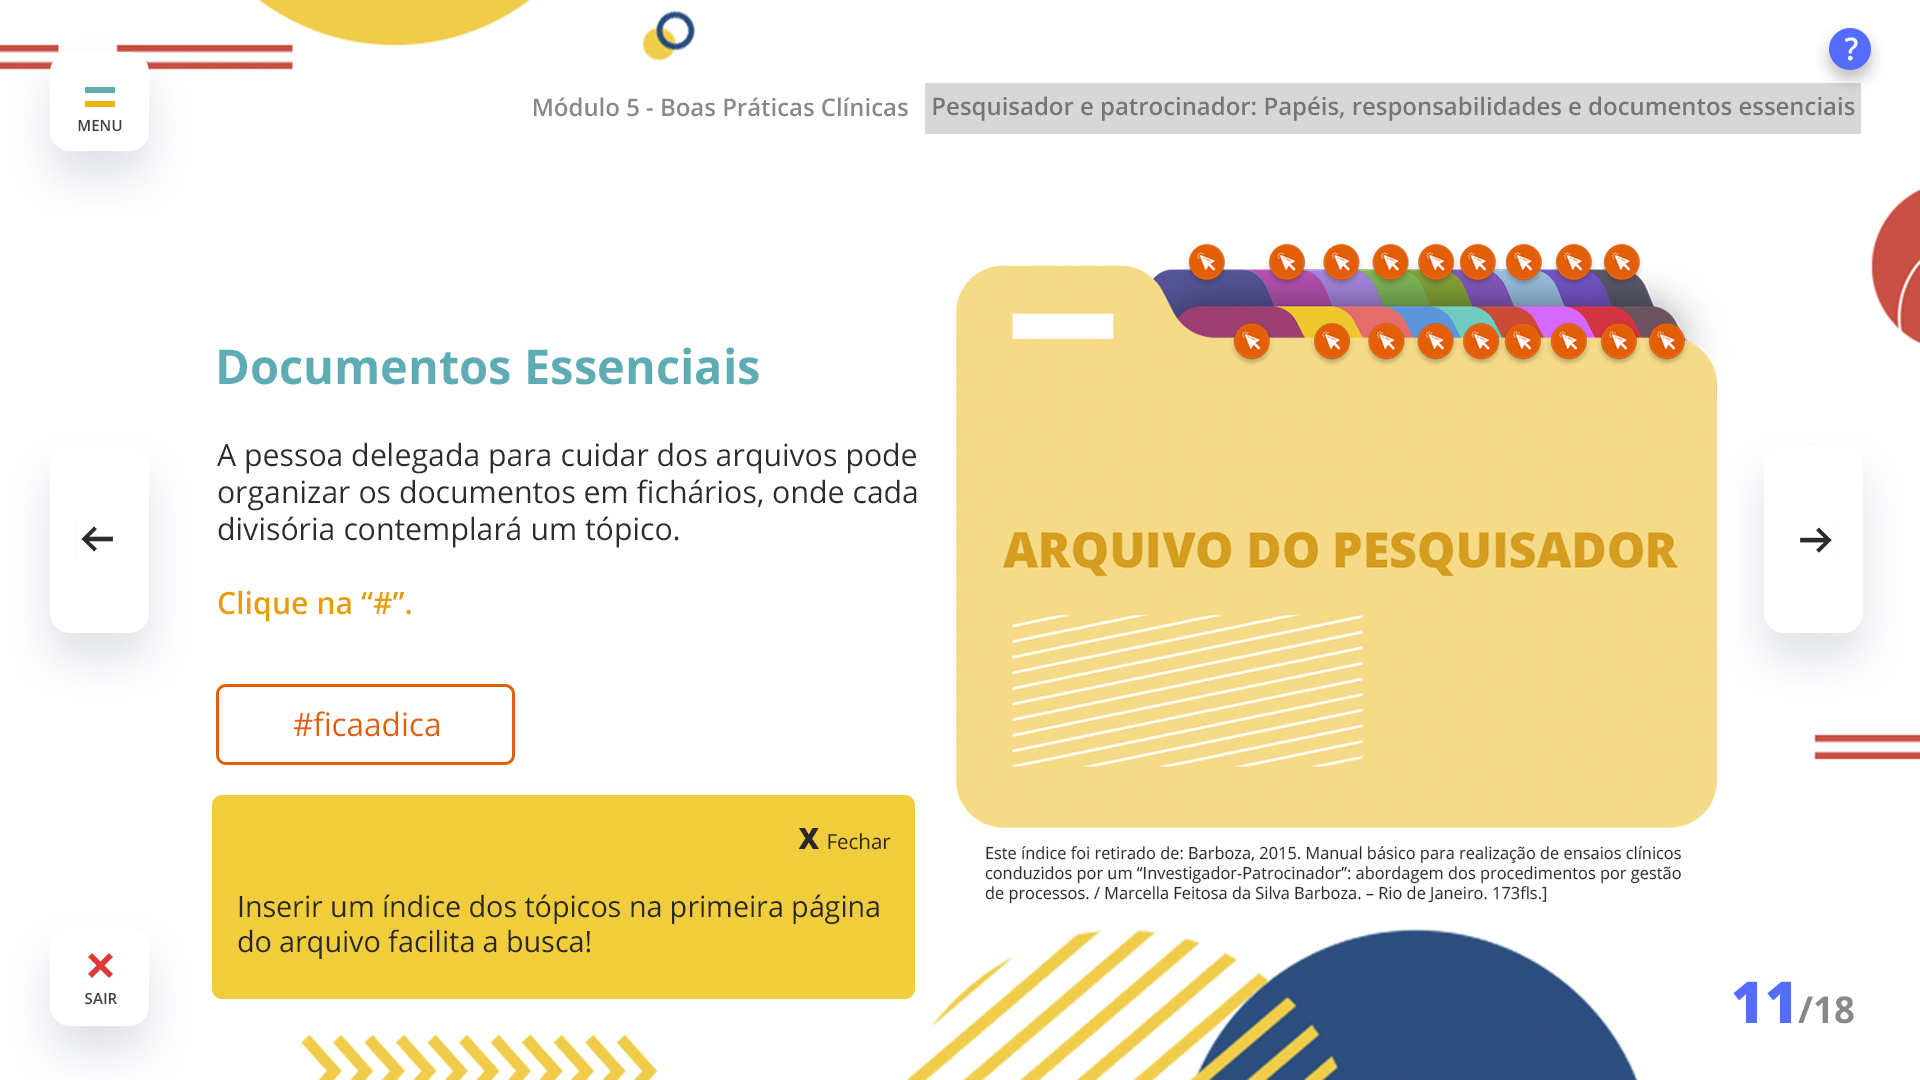 ?
MENU
Módulo 5 - Boas Práticas Clínicas
Pesquisador e patrocinador: Papéis, responsabilidades e documentos essenciais
Documentos Essenciais
A pessoa delegada para cuidar dos arquivos pode
organizar os documentos em fichários, onde cada
divisória contemplará um tópico.
Clique na “#”.
#ficaadica
X Fechar
Inserir um índice dos tópicos na primeira página
do arquivo facilita a busca!
ARQUIVO DO PESQUISADOR
Este índice foi retirado de: Barboza, 2015. Manual básico para realização de ensaios clínicos
conduzidos por um “Investigador-Patrocinador”: abordagem dos procedimentos por gestão
de processos. / Marcella Feitosa da Silva Barboza. – Rio de Janeiro. 173fls.]
SAIR
11/18